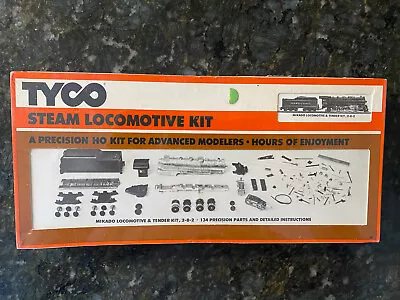 TYCO
STEAM LOCOMOTIVE KIT
MIKADO LOCOMOTIVE & TENDER KIT, 2-8-2
A PRECISION HO KIT FOR ADVANCED MODELERS • HOURS OF ENJOYMENT
MIKADO LOCOMOTIVE & TENDER KIT, 2-8-2 • 134 PRECISION PARTS AND DETAILED INSTRUCTIONS